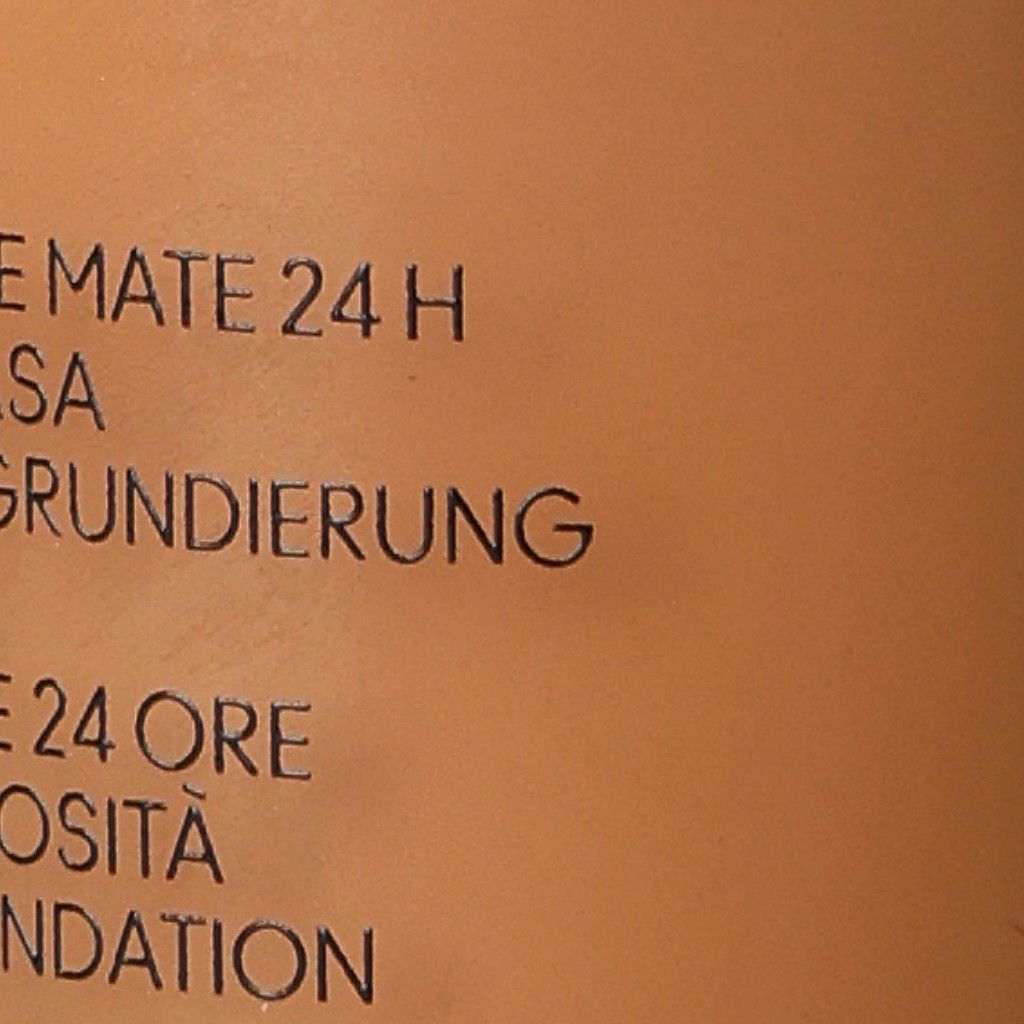 E MATE 24 H
SA
GRUNDIERUNG
E 24 ORE
OSITÀ
NDATION